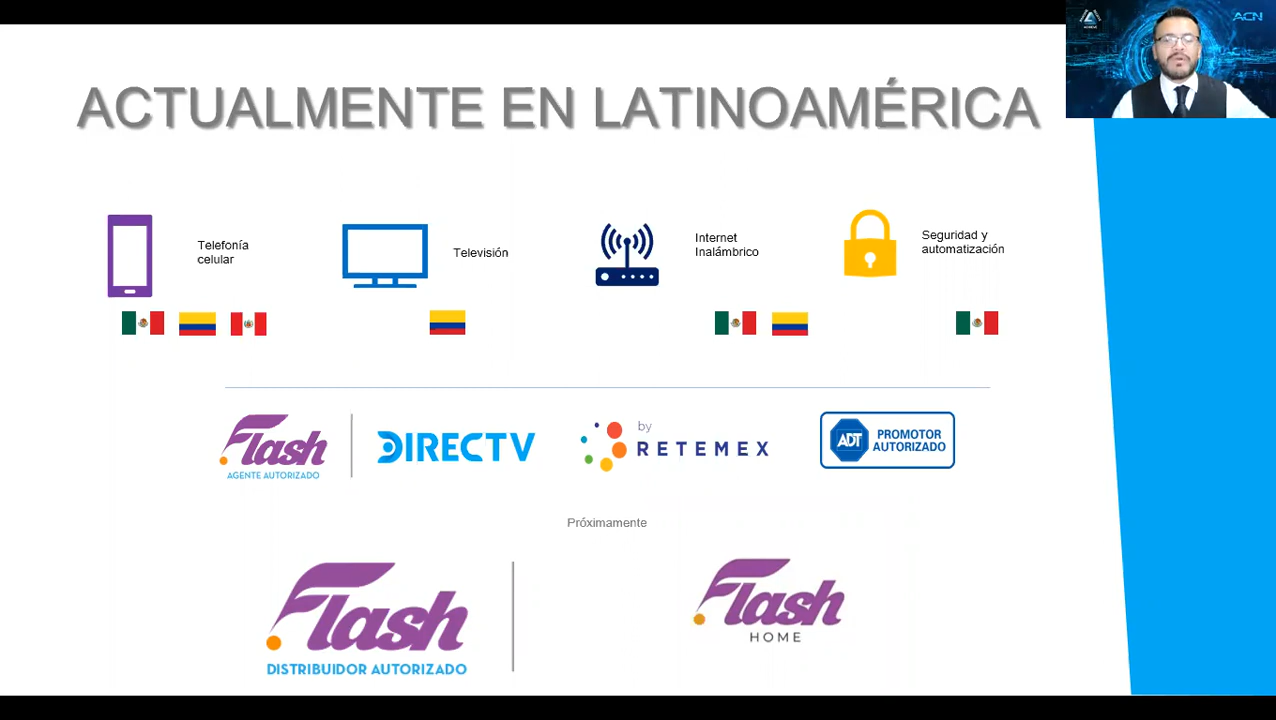 ACTUALMENTE EN LATINOAMÉRICA
ACN
Telefonía
celular
Televisión
Internet
Inalámbrico
Seguridad y
automatización
Flash
AGENTE AUTORIZADO
DIRECTV
by
RETEMEX
ADT
PROMOTOR
AUTORIZADO
Próximamente
Flash
DISTRIBUIDOR AUTORIZADO
Flash
HOME